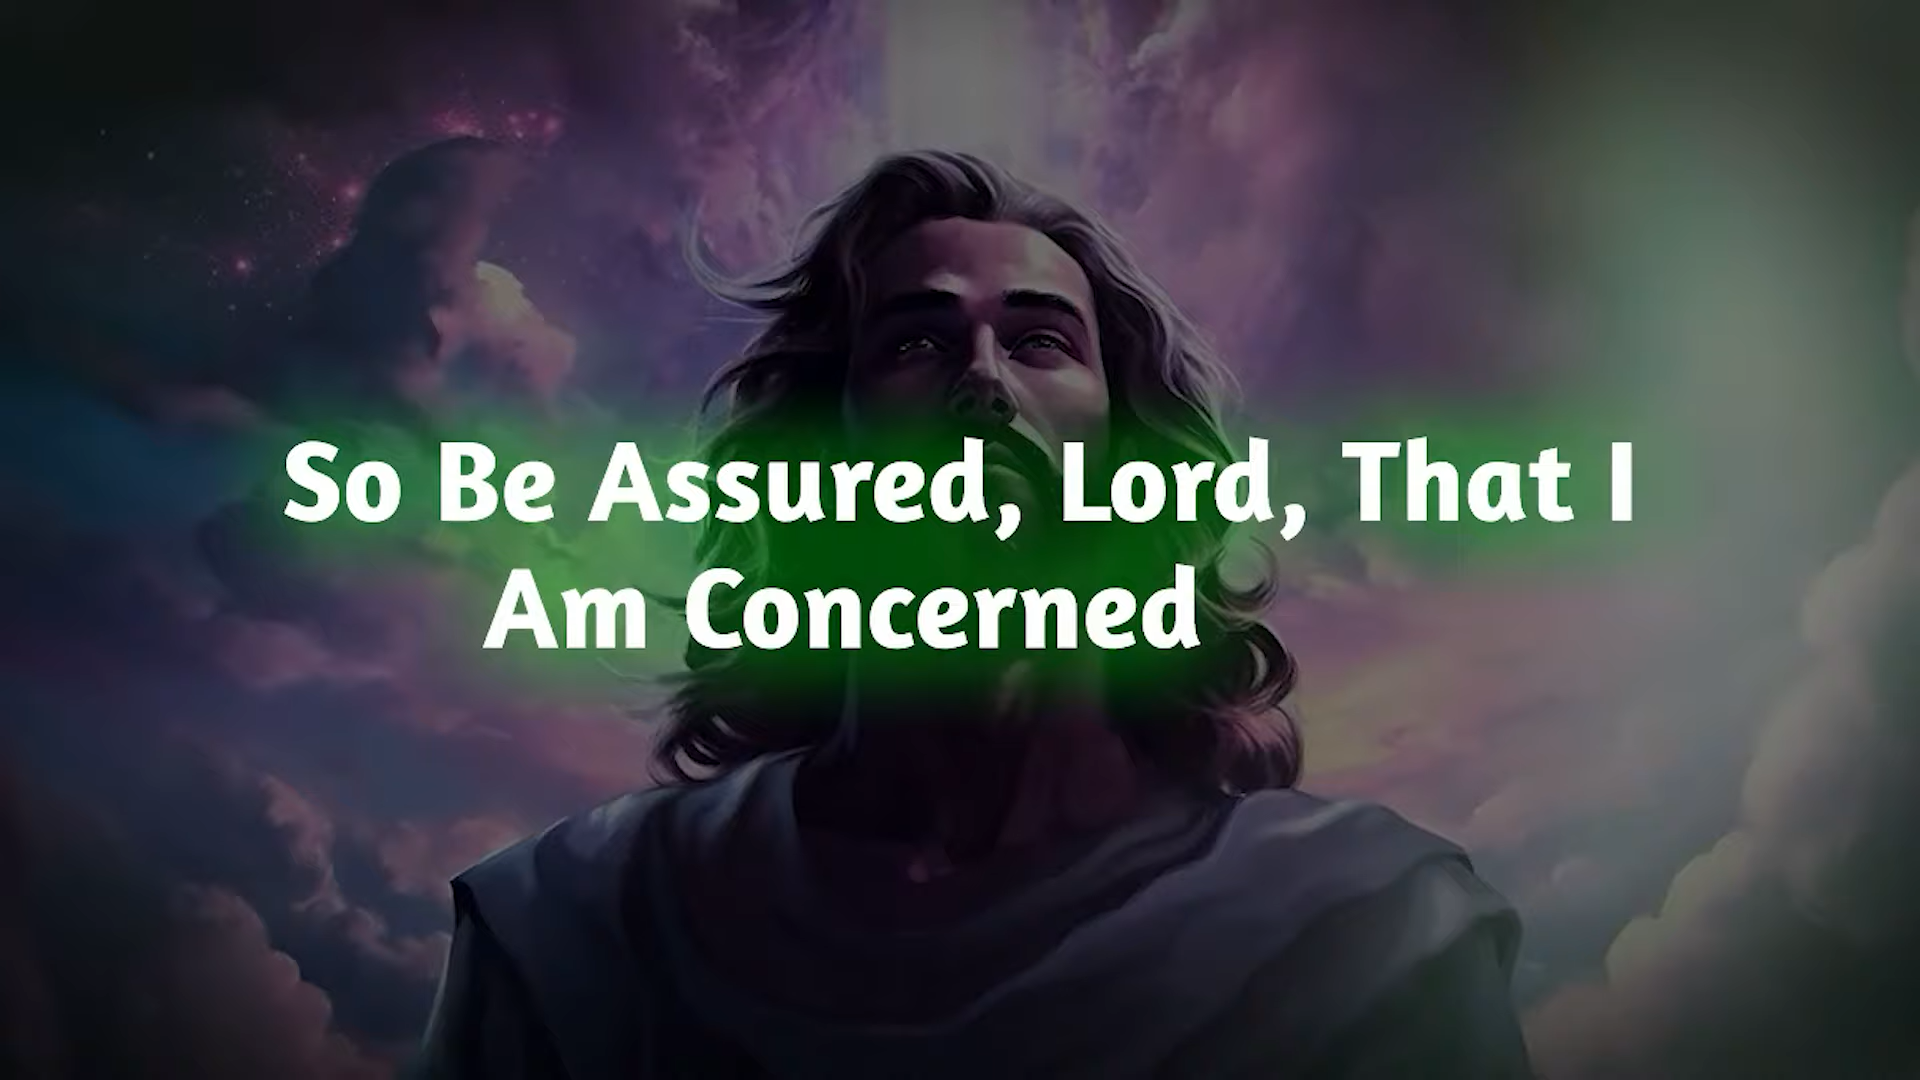 So Be Assured, Lord, That I
Am Concerned